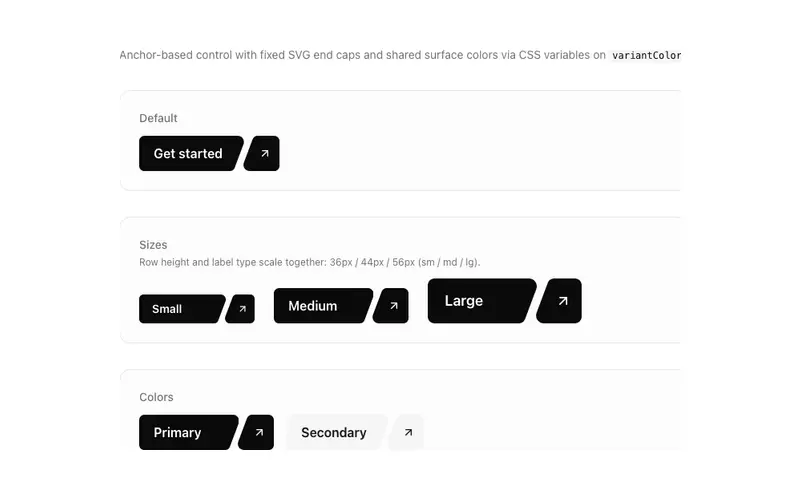 Anchor-based control with fixed SVG end caps and shared surface colors via CSS variables on variantColor
Default
Get started
Sizes
Row height and label type scale together: 36px / 44px / 56px (sm / md / lg).
Small Medium Large
Colors
Primary Secondary